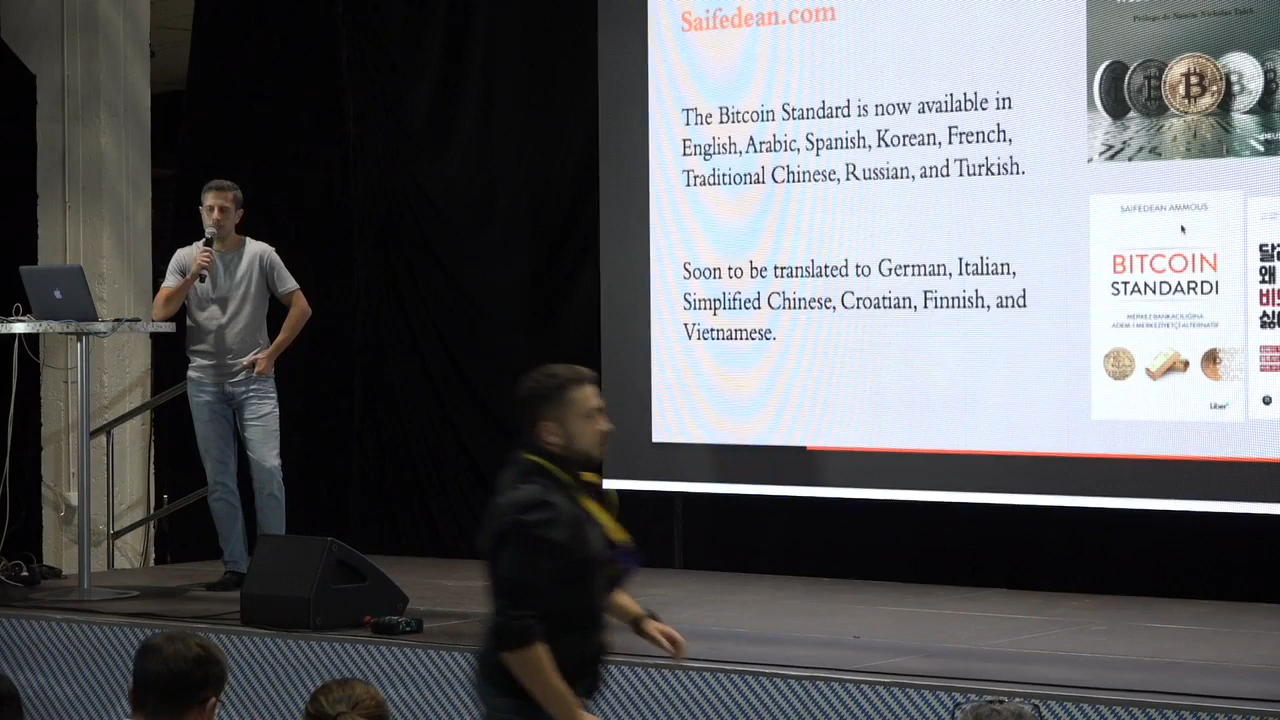 Saifedean.com
The Bitcoin Standard is now available in
English, Arabic, Spanish, Korean, French,
Traditional Chinese, Russian, and Turkish.
Soon to be translated to German, Italian,
Simplified Chinese, Croatian, Finnish, and
Vietnamese.
SAIFEDEAN AMMOUS
BITCOIN
STANDARDI
MERKEZ BANKACILIĞINA
ADEM-İ MERKEZİYETÇİ ALTERNATİF
Liber
왜